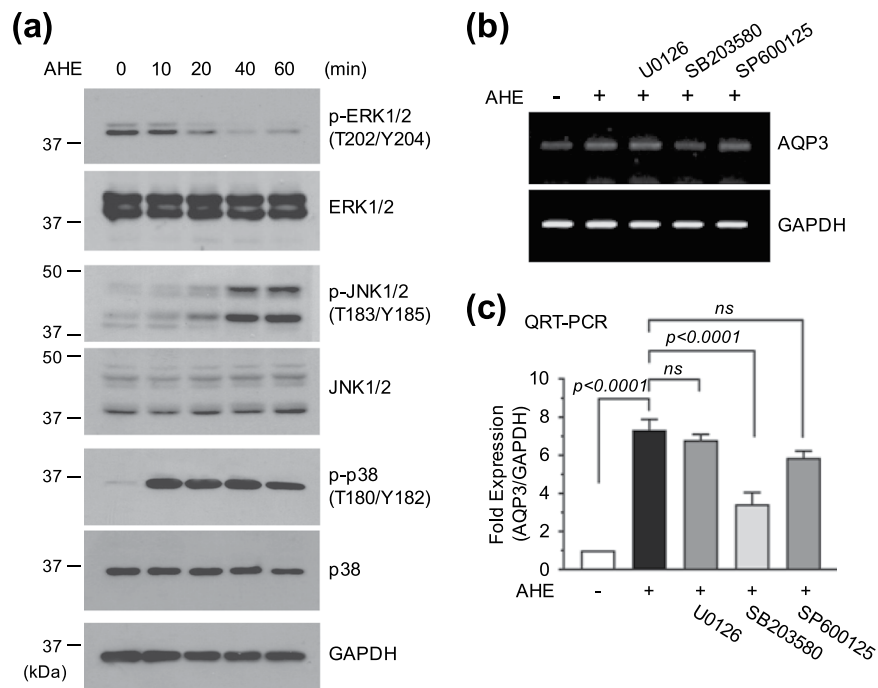 (a)
AHE 0 10 20 40 60 (min)
p-ERK1/2
(T202/Y204)
37
ERK1/2
37
50
p-JNK1/2
(T183/Y185)
37
50
JNK1/2
37
37
p-p38
(T180/Y182)
37
p38
37
GAPDH
(kDa)
(b)
U0126
SB203580
SP600125
AHE - + + + +
AQP3
GAPDH
(c)
QRT-PCR
ns
p<0.0001
p<0.0001
ns
Fold Expression
(AQP3/GAPDH)
10
8
6
4
2
0
AHE - + + + +
U0126
SB203580
SP600125